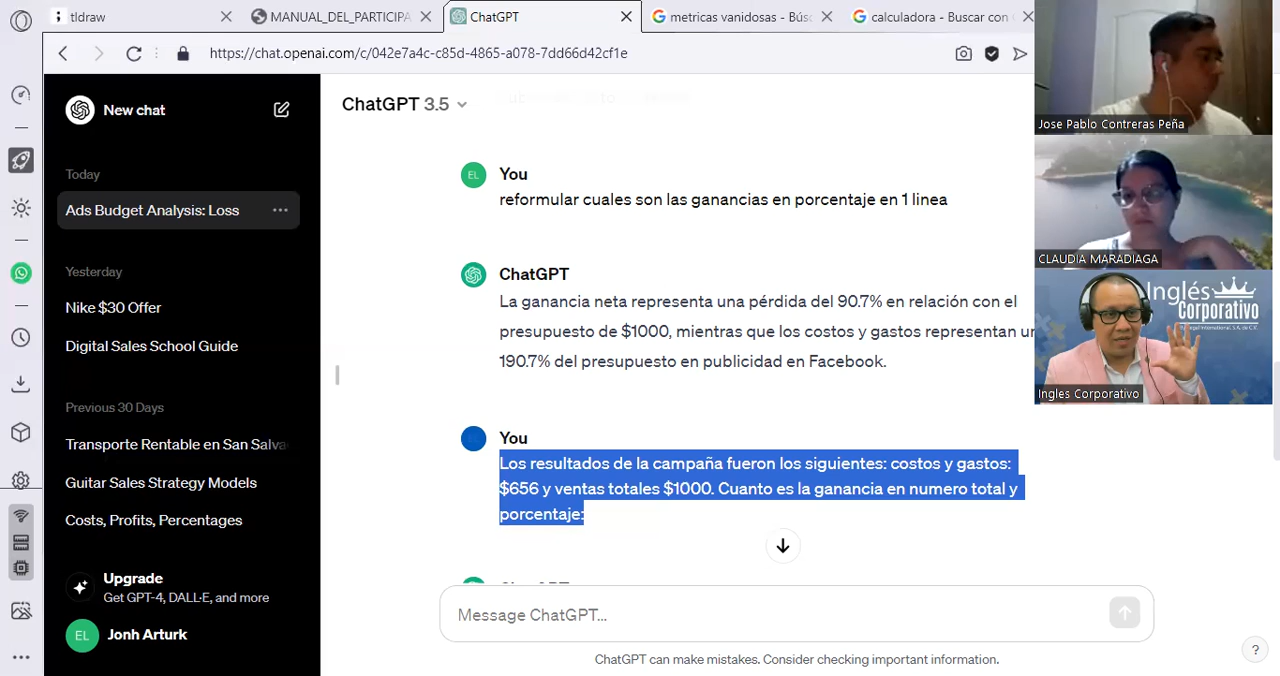 tldraw
MANUAL_DEL_PARTICIPA
ChatGPT
metricas vanidosas - Bús
calculadora - Buscar con
https://chat.openai.com/c/042e7a4c-c85d-4865-a078-7dd66d42cf1e
New chat
Today
Ads Budget Analysis: Loss
Yesterday
Nike $30 Offer
Digital Sales School Guide
Previous 30 Days
Transporte Rentable en San Salva
Guitar Sales Strategy Models
Costs, Profits, Percentages
Upgrade
Get GPT-4, DALL·E, and more
EL
Jonh Arturk
ChatGPT 3.5
EL
You
reformular cuales son las ganancias en porcentaje en 1 linea
ChatGPT
La ganancia neta representa una pérdida del 90.7% en relación con el
presupuesto de $1000, mientras que los costos y gastos representan un
190.7% del presupuesto en publicidad en Facebook.
You
Los resultados de la campaña fueron los siguientes: costos y gastos:
$656 y ventas totales $1000. Cuanto es la ganancia en numero total y
porcentaje:
Message ChatGPT...
ChatGPT can make mistakes. Consider checking important information.
?
Jose Pablo Contreras Peña
CLAUDIA MARADIAGA
Inglés
Corporativo
Ingles Corporativo